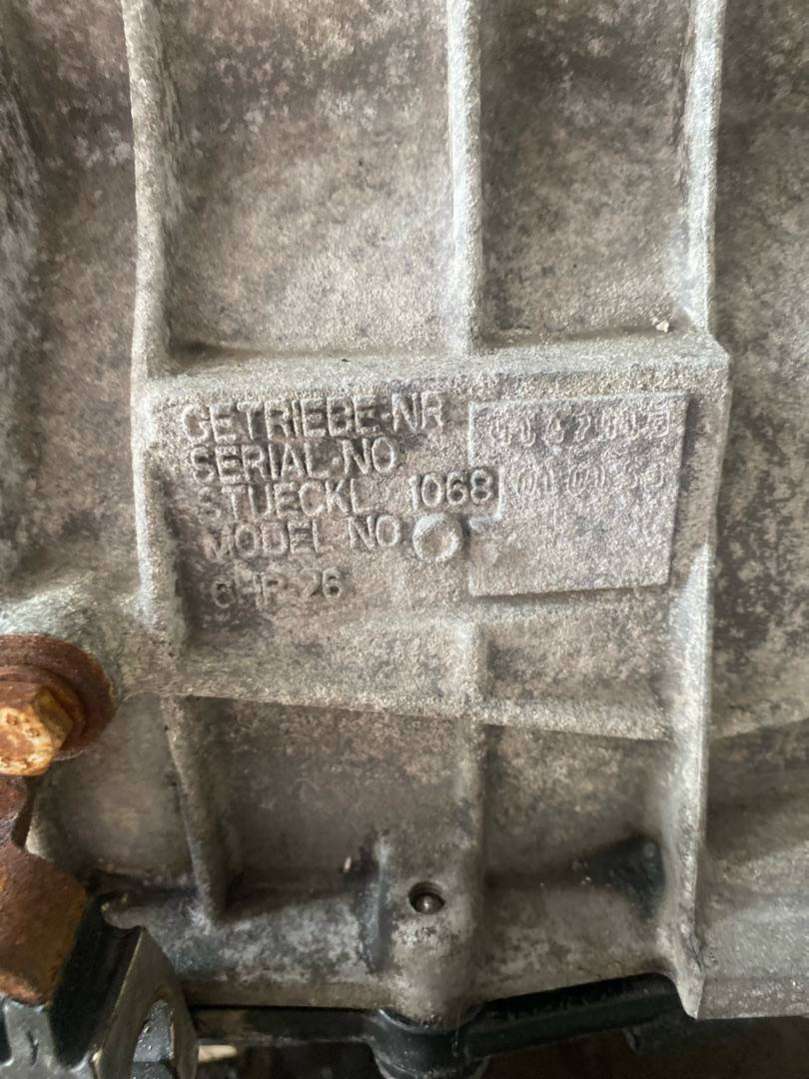 GETRIEBE-NR
SERIAL-NO
STUECKL 1068
MODEL NO
6HP-26